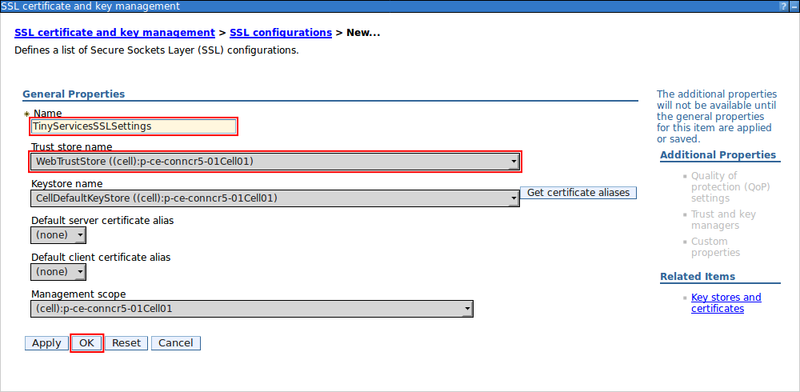 SSL certificate and key management ? –
SSL certificate and key management > SSL configurations > New...
Defines a list of Secure Sockets Layer (SSL) configurations.
General Properties
* Name
TinyServicesSSLSettings
Trust store name
WebTrustStore ((cell):p-ce-conncr5-01Cell01)
Keystore name
CellDefaultKeyStore ((cell):p-ce-conncr5-01Cell01)
Get certificate aliases
Default server certificate alias
(none)
Default client certificate alias
(none)
Management scope
(cell):p-ce-conncr5-01Cell01
Apply OK Reset Cancel
The additional properties
will not be available until
the general properties
for this item are applied
or saved.
Additional Properties
Quality of
protection (QoP)
settings
Trust and key
managers
Custom
properties
Related Items
Key stores and
certificates